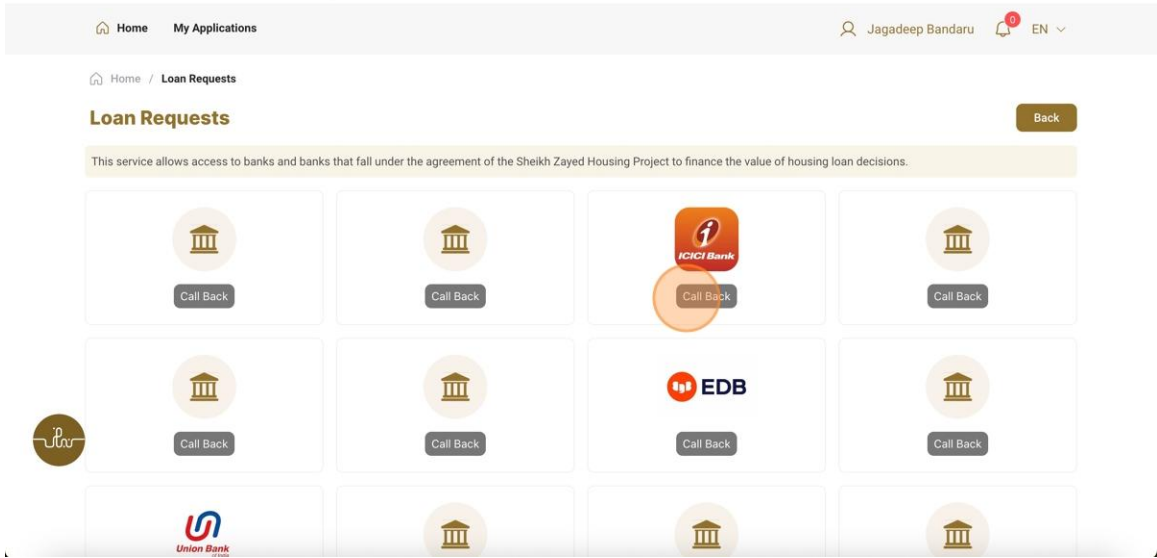 Home My Applications Jagadeep Bandaru 0 EN
Home / Loan Requests
Loan Requests Back
This service allows access to banks and banks that fall under the agreement of the Sheikh Zayed Housing Project to finance the value of housing loan decisions.
ICICI Bank
Call Back Call Back Call Back Call Back
EDB
Call Back Call Back Call Back Call Back
Union Bank
of India